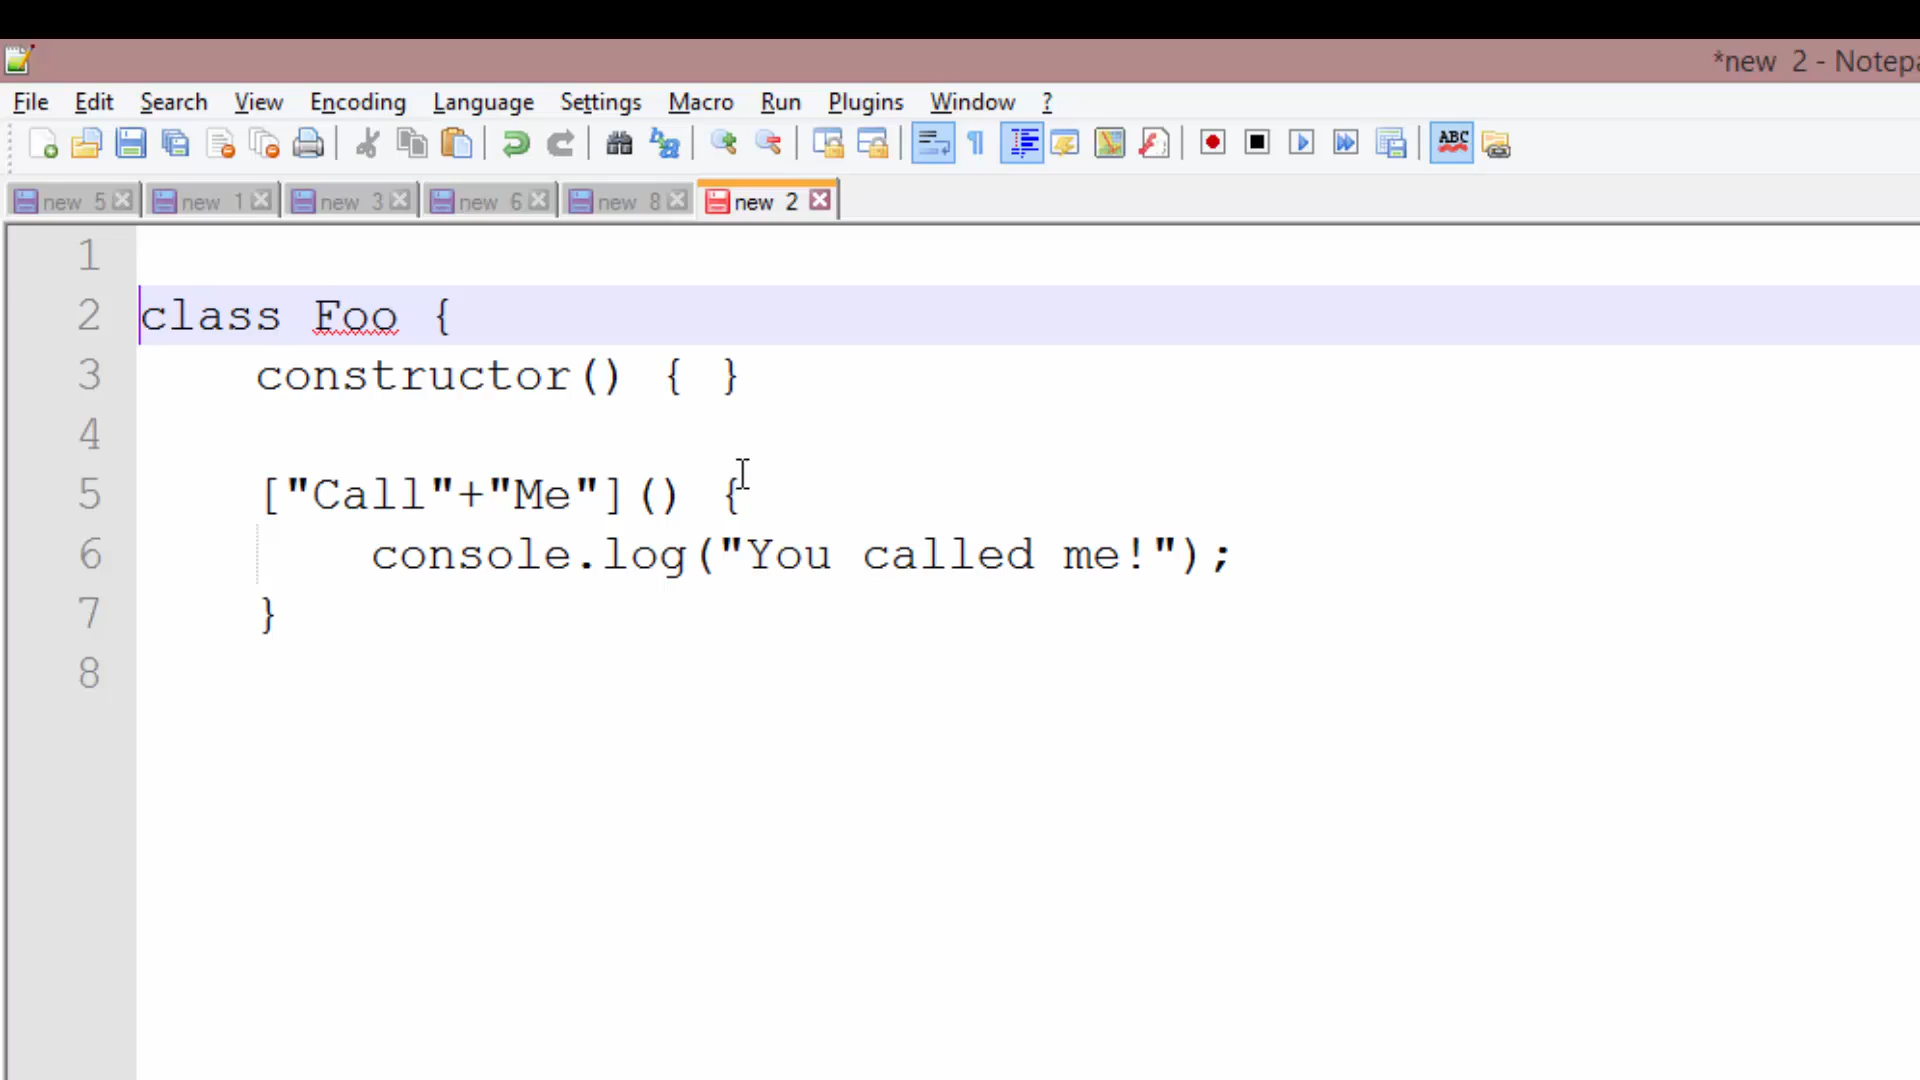 *new 2 - Notepa
File Edit Search View Encoding Language Settings Macro Run Plugins Window ?
ABC
new 5 new 1 new 3 new 6 new 8 new 2
1
2 class Foo {
3 constructor() { }
4
5 ["Call"+"Me"]() {
6 console.log("You called me!");
7 }
8